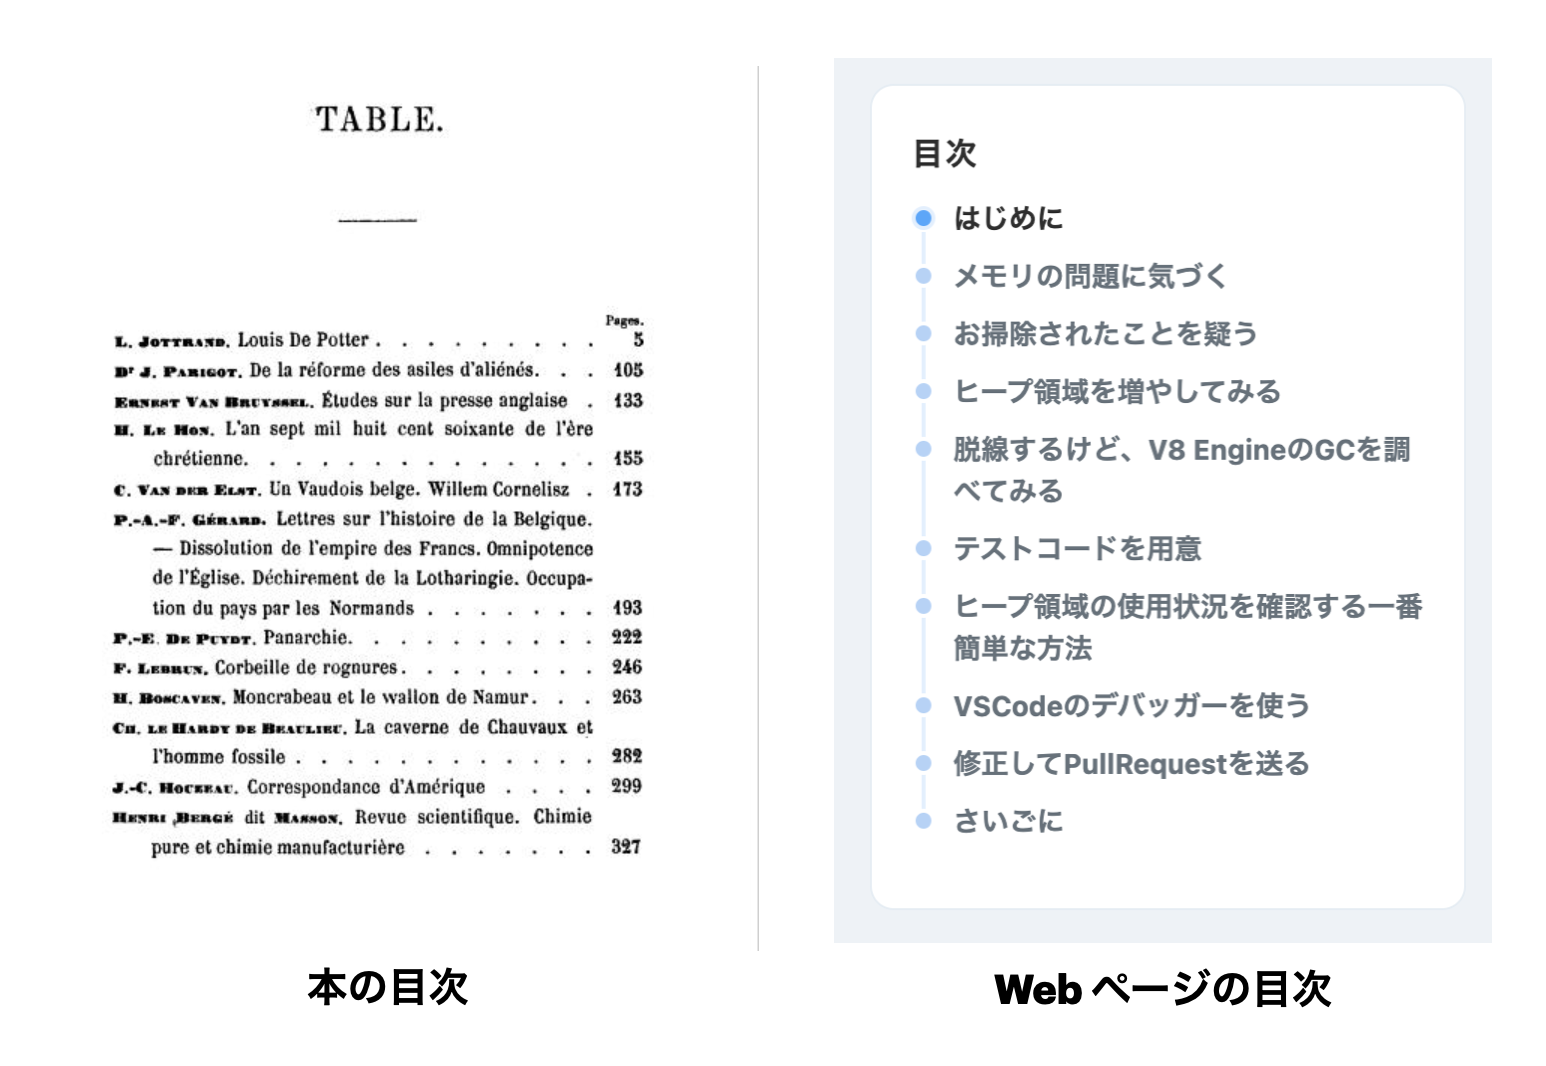 TABLE.
Pages.
L. JOTTRAND. Louis De Potter . . . . . . . . . 5
Dr J. PARIGOT. De la réforme des asiles d'aliénés. . . 105
ERNEST VAN BRUYSSEL. Études sur la presse anglaise . 133
H. LE HON. L'an sept mil huit cent soixante de l'ère
chrétienne. . . . . . . . . . . . . 155
C. VAN DER ELST. Un Vaudois belge. Willem Cornelisz . 173
P.-A.-F. GÉRARD. Lettres sur l'histoire de la Belgique.
— Dissolution de l'empire des Francs. Omnipotence
de l'Église. Déchirement de la Lotharingie. Occupa-
tion du pays par les Normands . . . . . . . 193
P.-E. DE PUYDT. Panarchie. . . . . . . . . . 222
F. LEBRUN. Corbeille de rognures. . . . . . . . 246
H. BOSCAVEN. Moncrabeau et le wallon de Namur. . . 263
CH. LE HARDY DE BEAULIEU. La caverne de Chauvaux et
l'homme fossile . . . . . . . . . . . . 282
J.-C. HOUZEAU. Correspondance d'Amérique . . . . 299
HENRI BERGÉ dit MASSON. Revue scientifique. Chimie
pure et chimie manufacturière . . . . . . . 327
本の目次
目次
はじめに
メモリの問題に気づく
お掃除されたことを疑う
ヒープ領域を増やしてみる
脱線するけど、V8 EngineのGCを調
べてみる
テストコードを用意
ヒープ領域の使用状況を確認する一番
簡単な方法
VSCodeのデバッガーを使う
修正してPullRequestを送る
さいごに
Web ページの目次